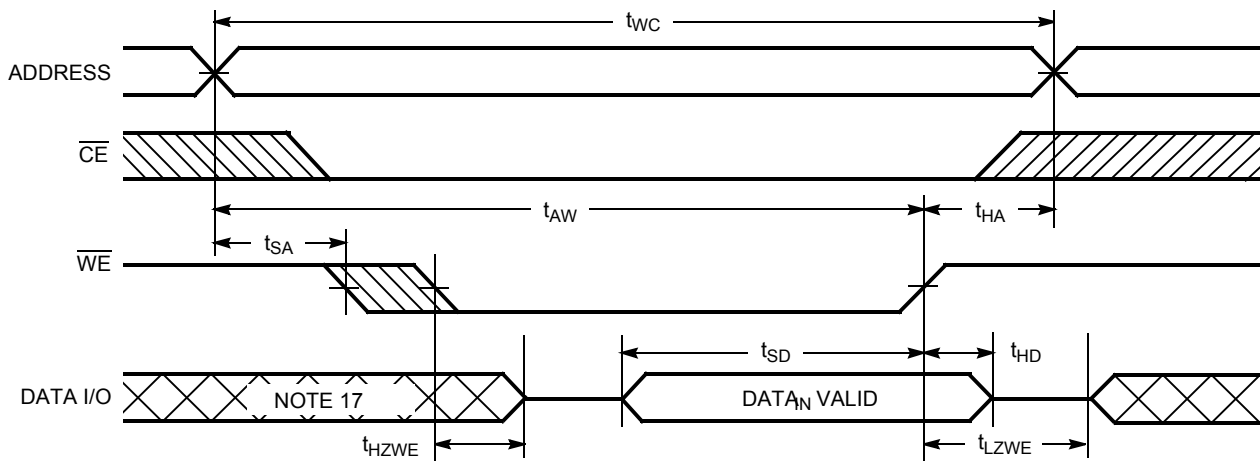 tWC
ADDRESS
CE
tAW
tHA
tSA
WE
tSD
tHD
DATA I/O
NOTE 17
DATAIN VALID
tHZWE
tLZWE